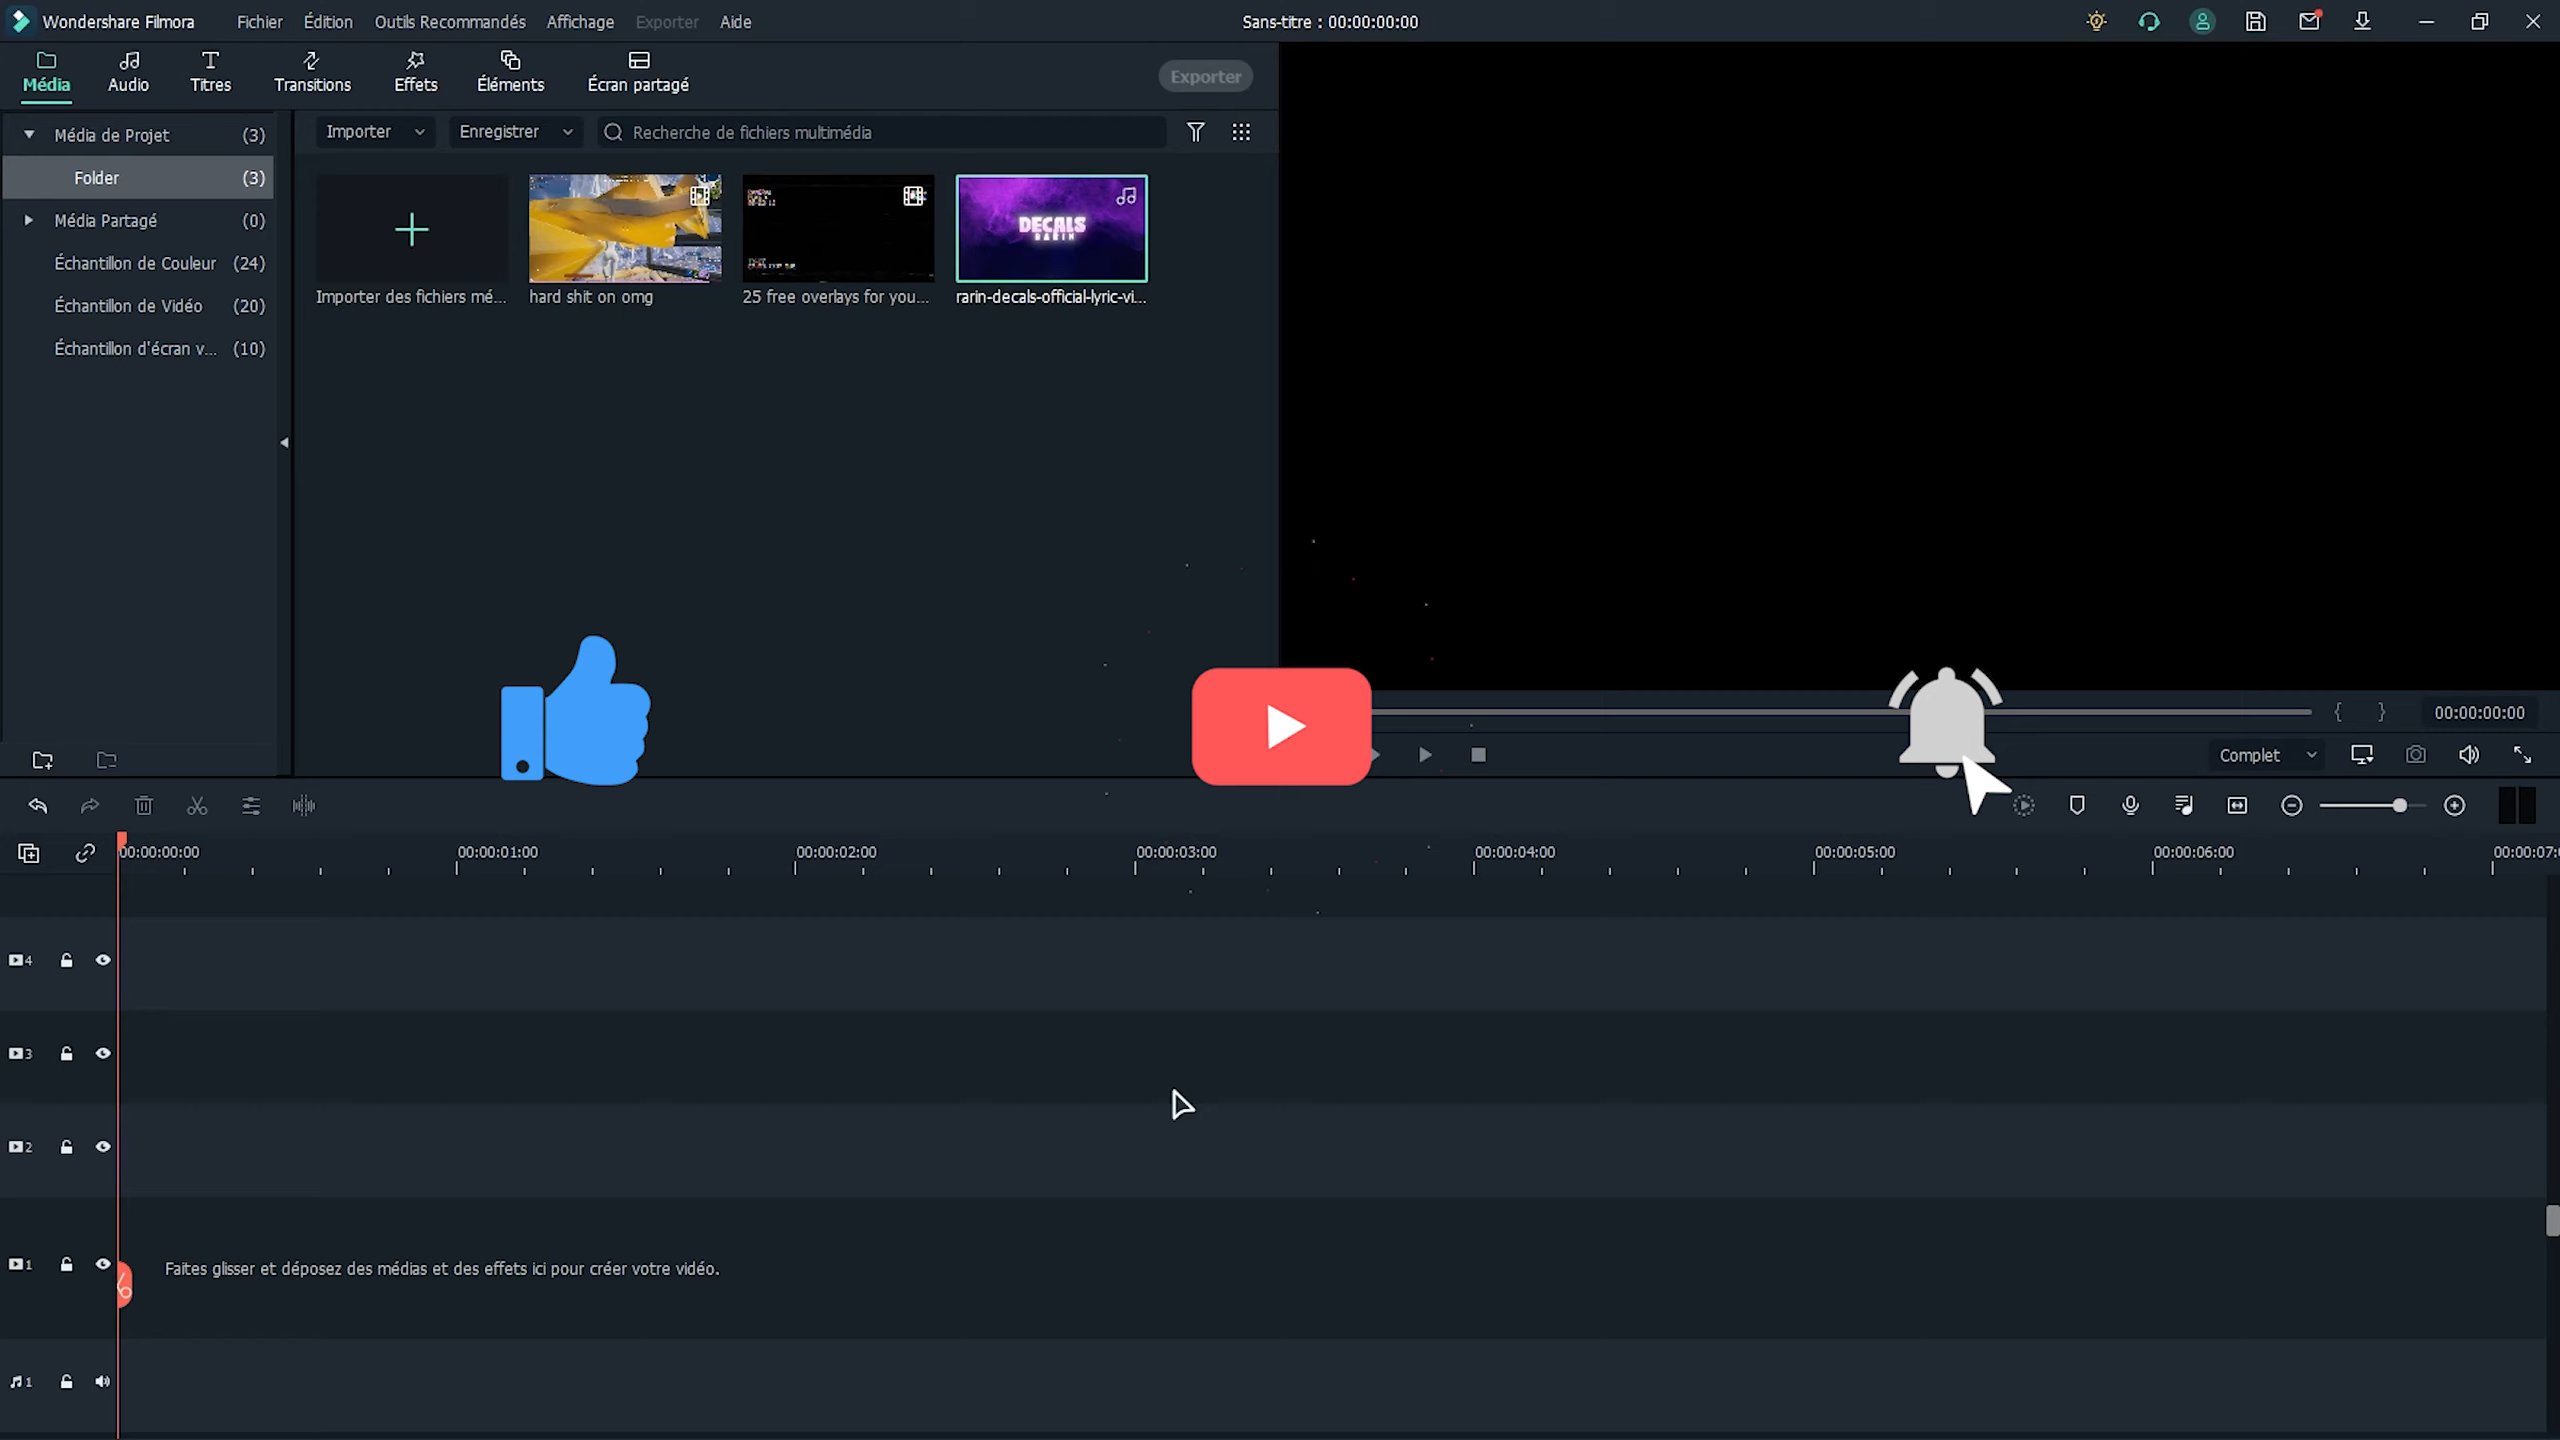 Wondershare Filmora Fichier Édition Outils Recommandés Affichage Exporter Aide Sans-titre : 00:00:00:00
Média Audio Titres Transitions Effets Éléments Écran partagé Exporter
Média de Projet (3)
Folder (3)
Média Partagé (0)
Échantillon de Couleur (24)
Échantillon de Vidéo (20)
Échantillon d'écran v... (10)
Importer Enregistrer Recherche de fichiers multimédia
DECALS
RARIN
Importer des fichiers mé... hard shit on omg 25 free overlays for you... rarin-decals-official-lyric-vi...
{ } 00:00:00:00
Complet
00:00:00:00 00:00:01:00 00:00:02:00 00:00:03:00 00:00:04:00 00:00:05:00 00:00:06:00 00:00:07:0
4
3
2
1 Faites glisser et déposez des médias et des effets ici pour créer votre vidéo.
1